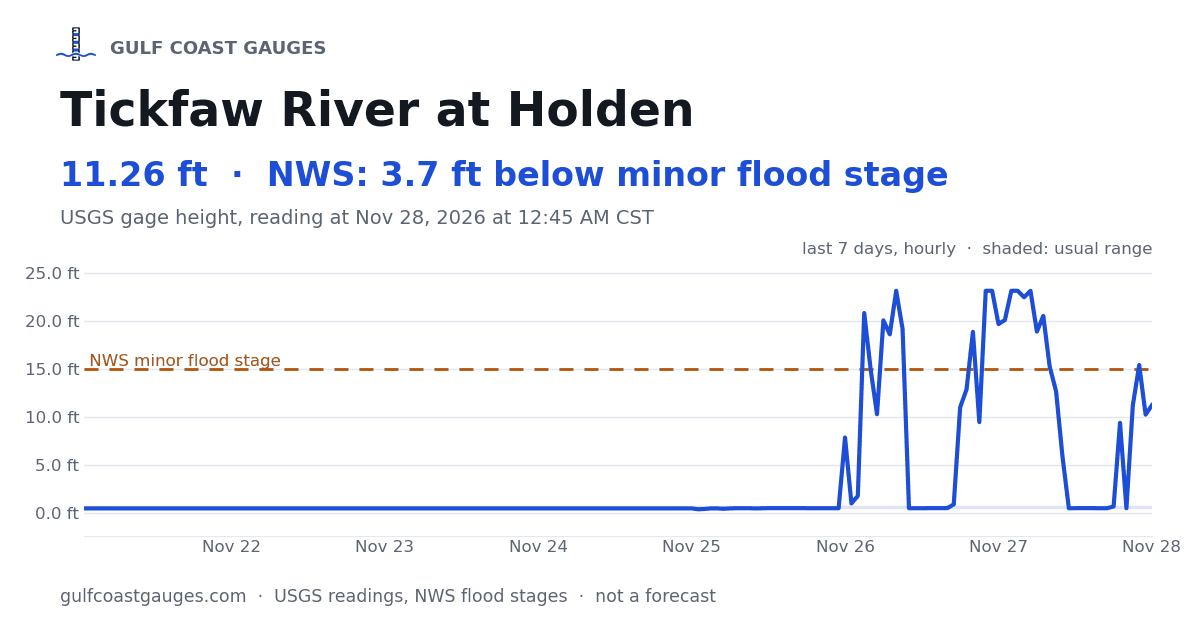 GULF COAST GAUGES
Tickfaw River at Holden
11.26 ft · NWS: 3.7 ft below minor flood stage
USGS gage height, reading at Nov 28, 2026 at 12:45 AM CST
last 7 days, hourly · shaded: usual range
25.0 ft
20.0 ft
NWS minor flood stage
15.0 ft
10.0 ft
5.0 ft
0.0 ft
Nov 22 Nov 23 Nov 24 Nov 25 Nov 26 Nov 27 Nov 28
gulfcoastgauges.com · USGS readings, NWS flood stages · not a forecast